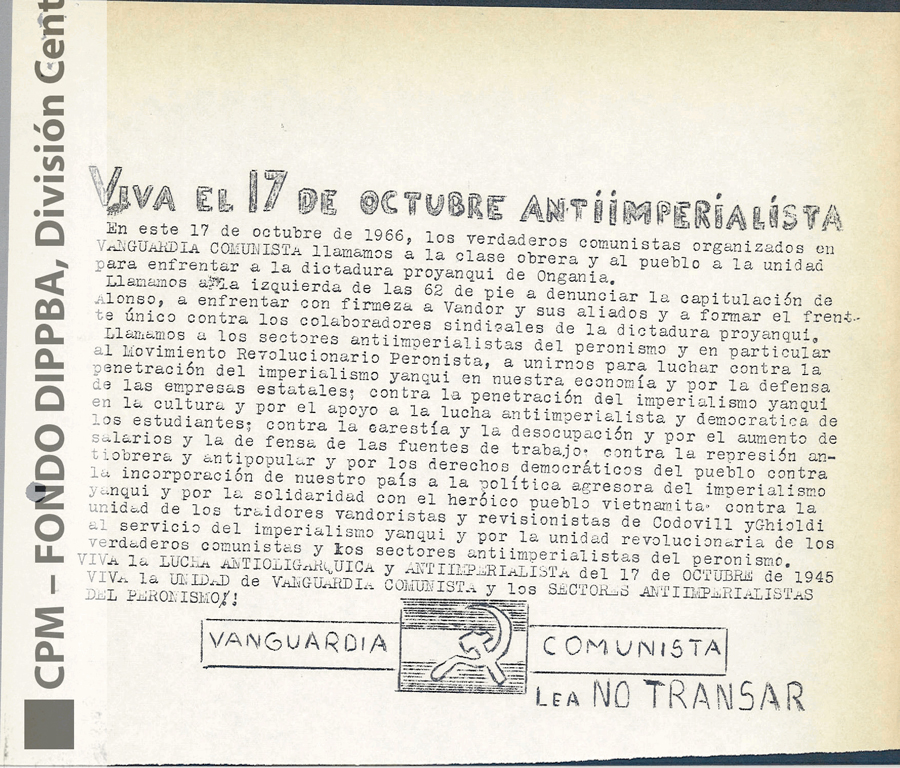 CPM – FONDO DIPPBA, División Cent
VIVA EL 17 DE OCTUBRE ANTIIMPERIALISTA
En este 17 de octubre de 1966, los verdaderos comunistas organizados en
VANGUARDIA COMUNISTA llamamos a la clase obrera y al pueblo a la unidad
para enfrentar a la dictadura proyanqui de Ongania.
Llamamos a la izquierda de las 62 de pie a denunciar la capitulación de
Alonso, a enfrentar con firmeza a Vandor y sus aliados y a formar el frent-
te único contra los colaboradores sindicales de la dictadura proyanqui.
Llamamos a los sectores antiimperialistas del peronismo y en particular
al Movimiento Revolucionario Peronista, a unirnos para luchar contra la
penetración del imperialismo yanqui en nuestra economía y por la defensa
de las empresas estatales; contra la penetración del imperialismo yanqui
en la cultura y por el apoyo a la lucha antiimperialista y democratica de
los estudiantes; contra la carestía y la desocupación y por el aumento de
salarios y la de fensa de las fuentes de trabajo; contra la represión an-
tiobrera y antipopular y por los derechos democráticos del pueblo contra
la incorporación de nuestro país a la política agresora del imperialismo
yanqui y por la solidaridad con el heróico pueblo vietnamita; contra la
unidad de los traidores vandoristas y revisionistas de Codovill yGhioldi
al servicio del imperialismo yanqui y por la unidad revolucionaria de los
verdaderos comunistas y los sectores antiimperialistas del peronismo.
VIVA la LUCHA ANTIOLIGARQUICA y ANTIIMPERIALISTA del 17 de OCTUBRE de 1945
VIVA la UNIDAD de VANGUARDIA COMUNISTA y los SECTORES ANTIIMPERIALISTAS
DEL PERONISMO!!
VANGUARDIA COMUNISTA
LEA NO TRANSAR